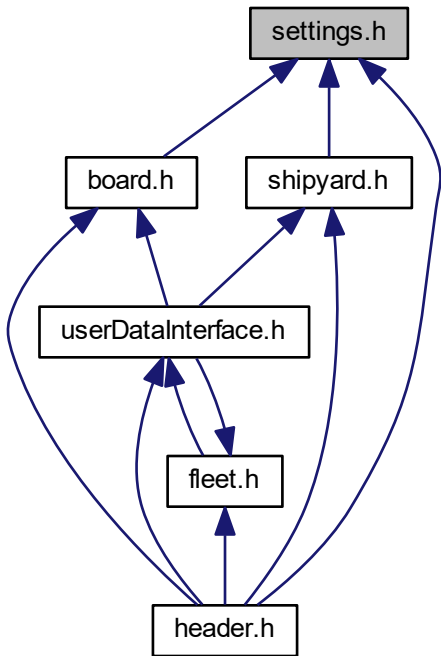 settings.h
board.h
shipyard.h
userDataInterface.h
fleet.h
header.h